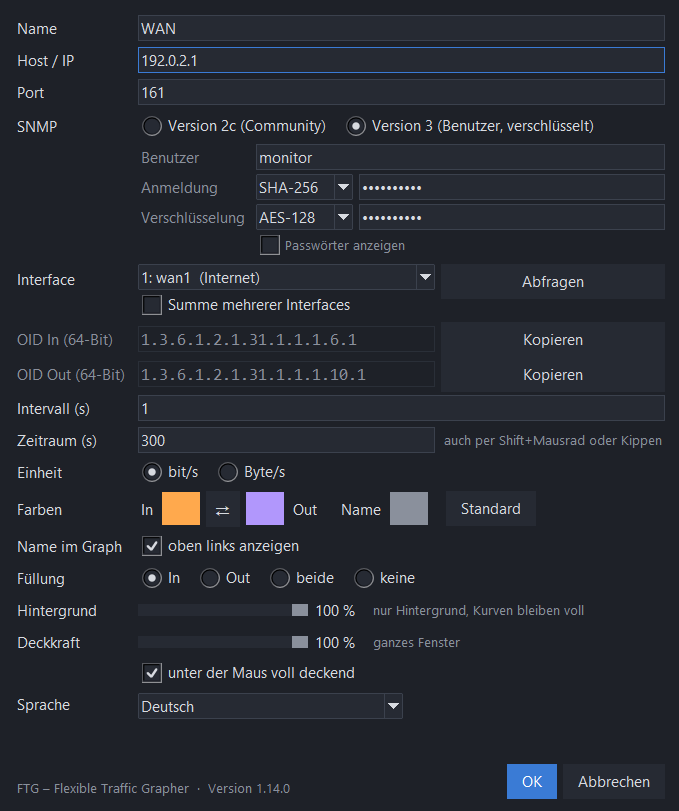 Name WAN
Host / IP 192.0.2.1
Port 161
SNMP Version 2c (Community) Version 3 (Benutzer, verschlüsselt)
Benutzer monitor
Anmeldung SHA-256 ••••••••••
Verschlüsselung AES-128 ••••••••••
Passwörter anzeigen
Interface 1: wan1 (Internet) Abfragen
Summe mehrerer Interfaces
OID In (64-Bit) 1.3.6.1.2.1.31.1.1.1.6.1 Kopieren
OID Out (64-Bit) 1.3.6.1.2.1.31.1.1.1.10.1 Kopieren
Intervall (s) 1
Zeitraum (s) 300 auch per Shift+Mausrad oder Kippen
Einheit bit/s Byte/s
Farben In ⇄ Out Name Standard
Name im Graph oben links anzeigen
Füllung In Out beide keine
Hintergrund 100 % nur Hintergrund, Kurven bleiben voll
Deckkraft 100 % ganzes Fenster
unter der Maus voll deckend
Sprache Deutsch
FTG – Flexible Traffic Grapher · Version 1.14.0 OK Abbrechen